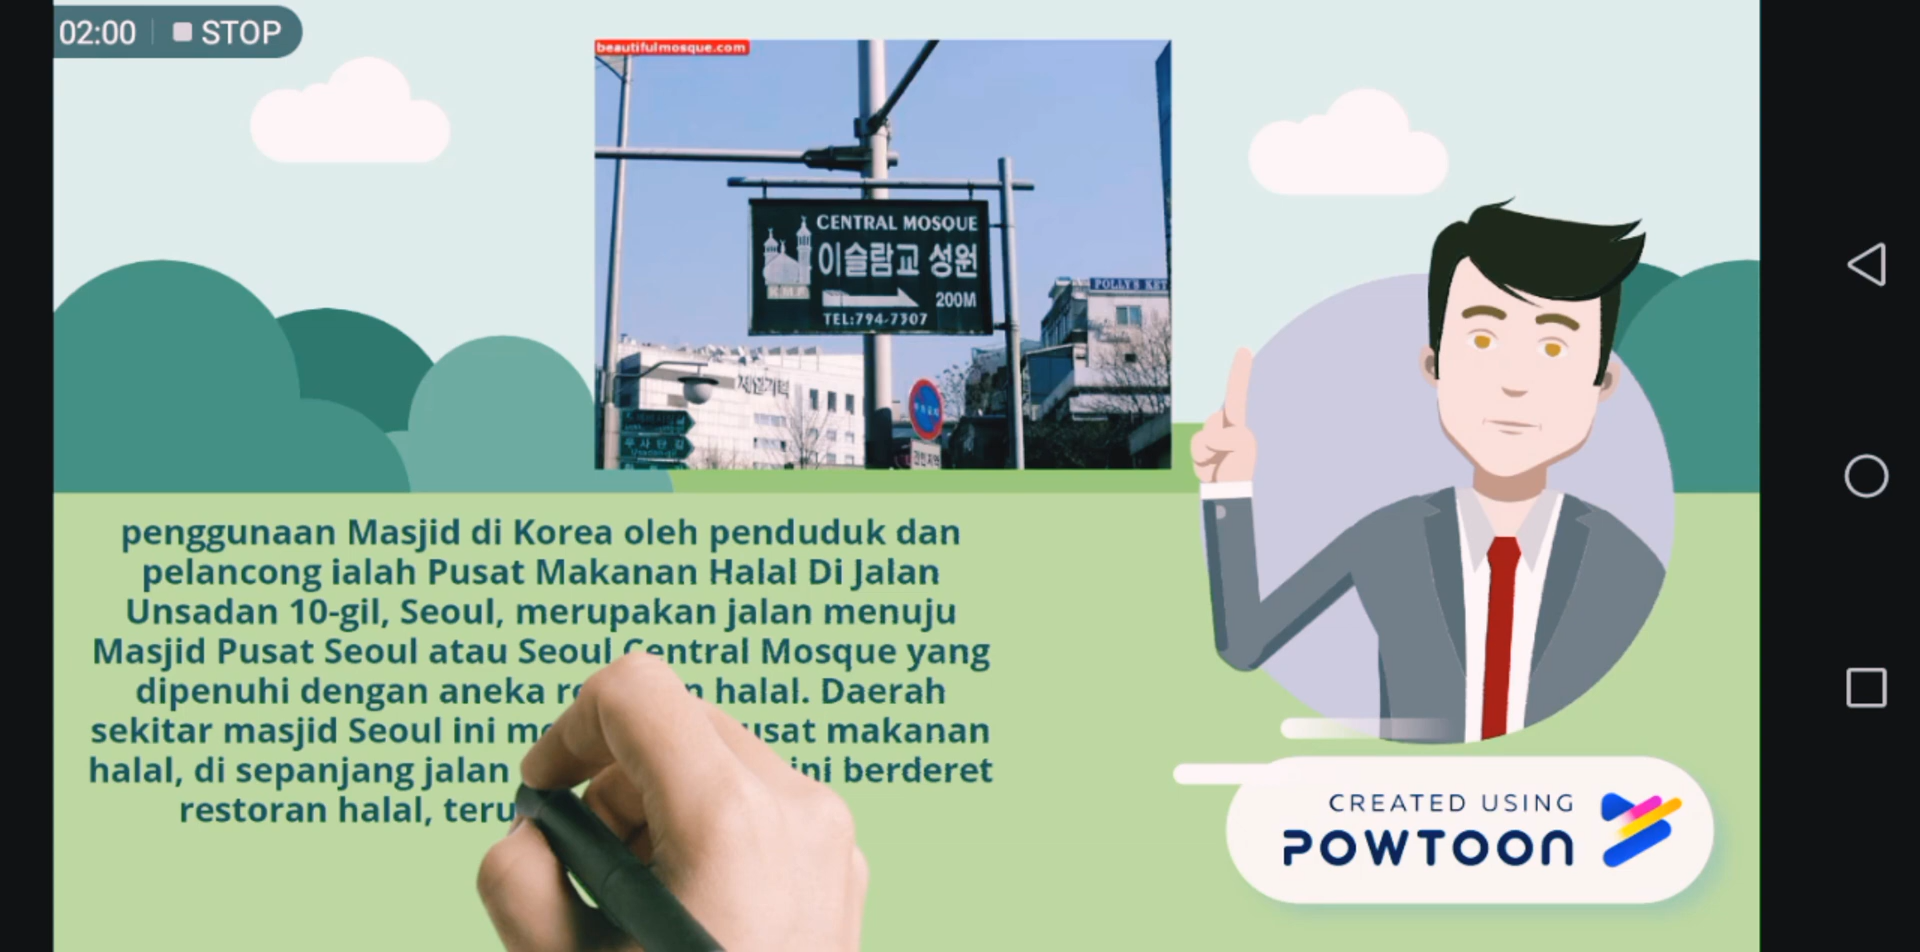 02:00 STOP
beautifulmosque.com
CENTRAL MOSQUE
이슬람교 성원
200M
TEL:794-7307
POLLY'S KET
penggunaan Masjid di Korea oleh penduduk dan
pelancong ialah Pusat Makanan Halal Di Jalan
Unsadan 10-gil, Seoul, merupakan jalan menuju
Masjid Pusat Seoul atau Seoul Central Mosque yang
dipenuhi dengan aneka halal. Daerah
sekitar masjid Seoul ini makanan
halal, di sepanjang jalan ini berderet
restoran halal,
CREATED USING
POWTOON